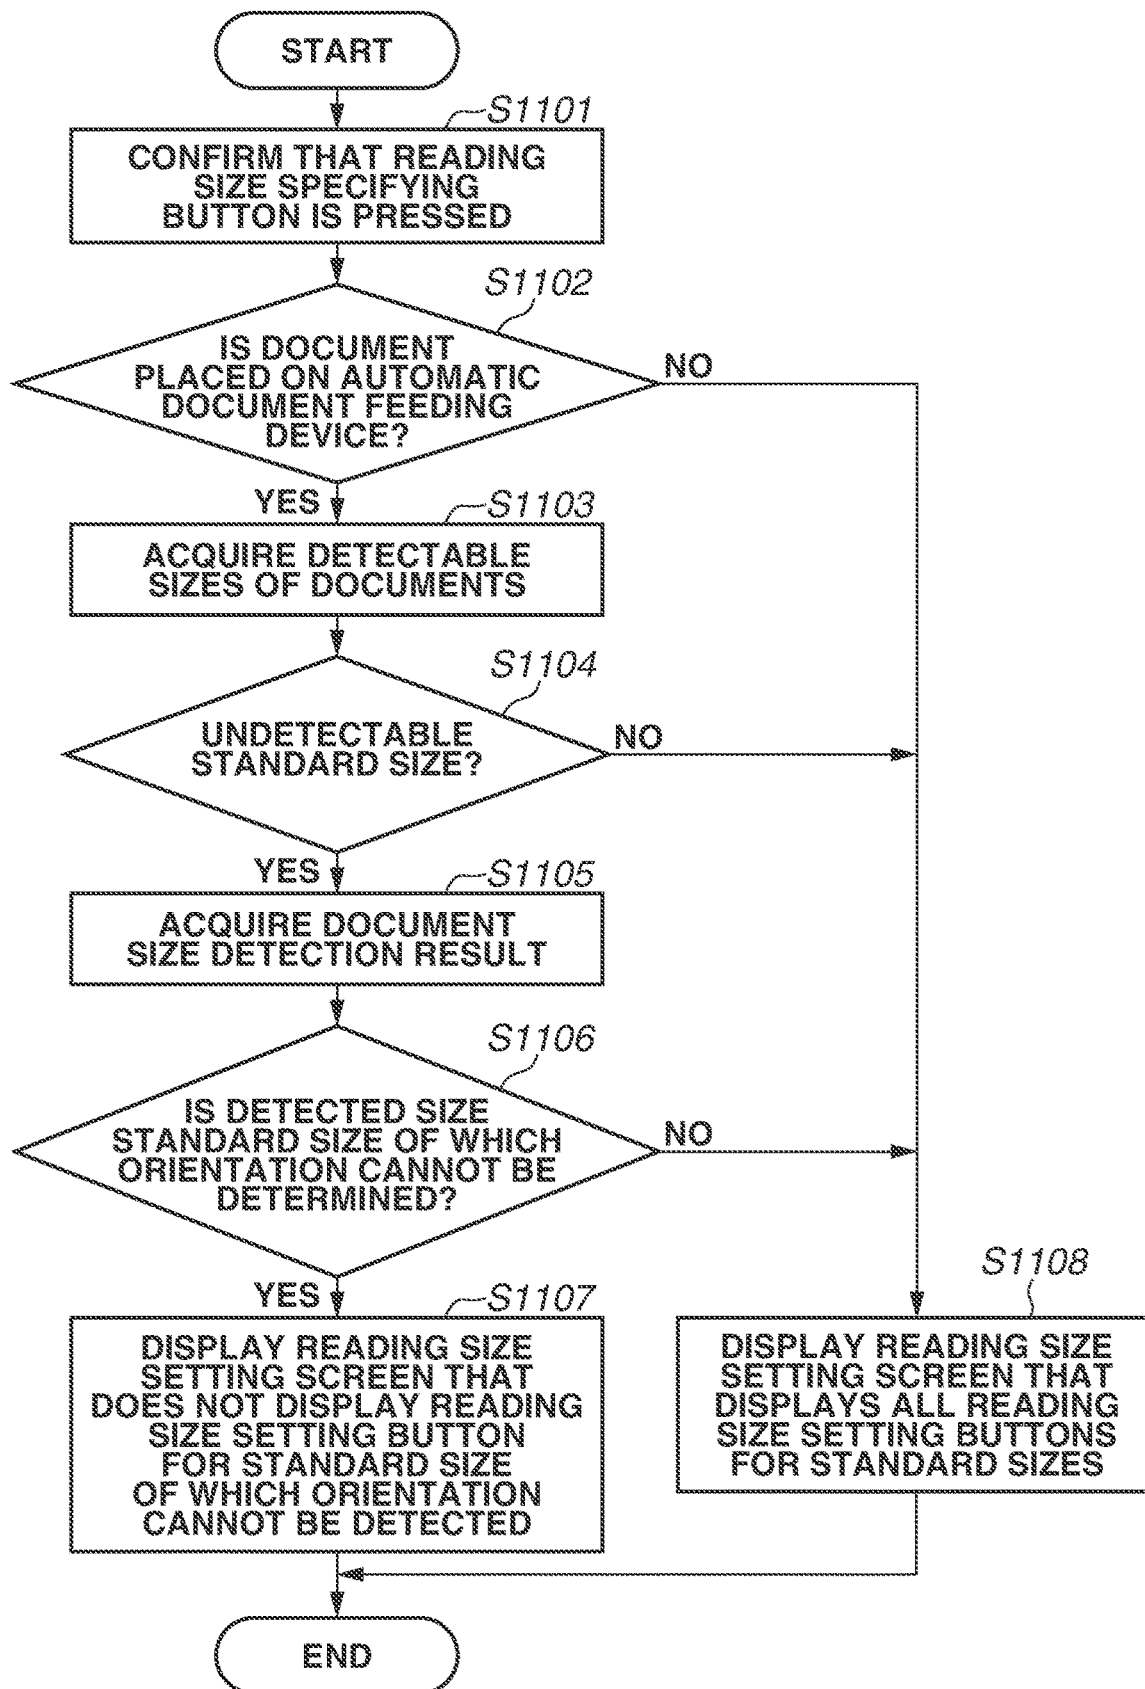 START
S1101
CONFIRM THAT READING
SIZE SPECIFYING
BUTTON IS PRESSED
S1102
IS DOCUMENT
PLACED ON AUTOMATIC
DOCUMENT FEEDING
DEVICE?
NO
YES
S1103
ACQUIRE DETECTABLE
SIZES OF DOCUMENTS
S1104
UNDETECTABLE
STANDARD SIZE?
NO
YES
S1105
ACQUIRE DOCUMENT
SIZE DETECTION RESULT
S1106
IS DETECTED SIZE
STANDARD SIZE OF WHICH
ORIENTATION CANNOT BE
DETERMINED?
NO
YES
S1107
DISPLAY READING SIZE
SETTING SCREEN THAT
DOES NOT DISPLAY READING
SIZE SETTING BUTTON
FOR STANDARD SIZE
OF WHICH ORIENTATION
CANNOT BE DETECTED
S1108
DISPLAY READING SIZE
SETTING SCREEN THAT
DISPLAYS ALL READING
SIZE SETTING BUTTONS
FOR STANDARD SIZES
END